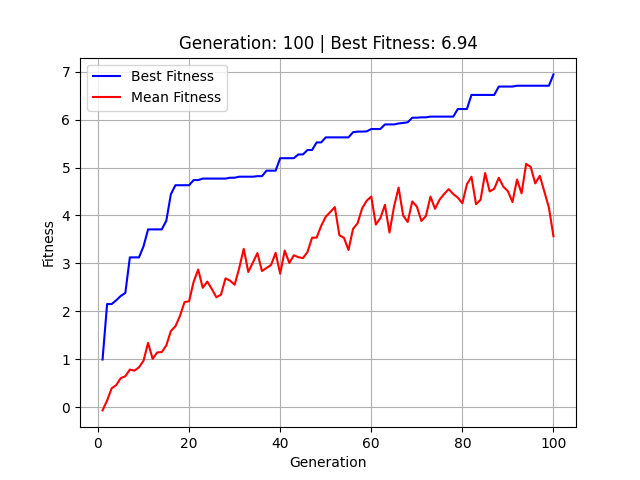 Generation: 100 | Best Fitness: 6.94
Best Fitness
Mean Fitness
7
6
5
4
3
2
1
0
Fitness
0 20 40 60 80 100
Generation